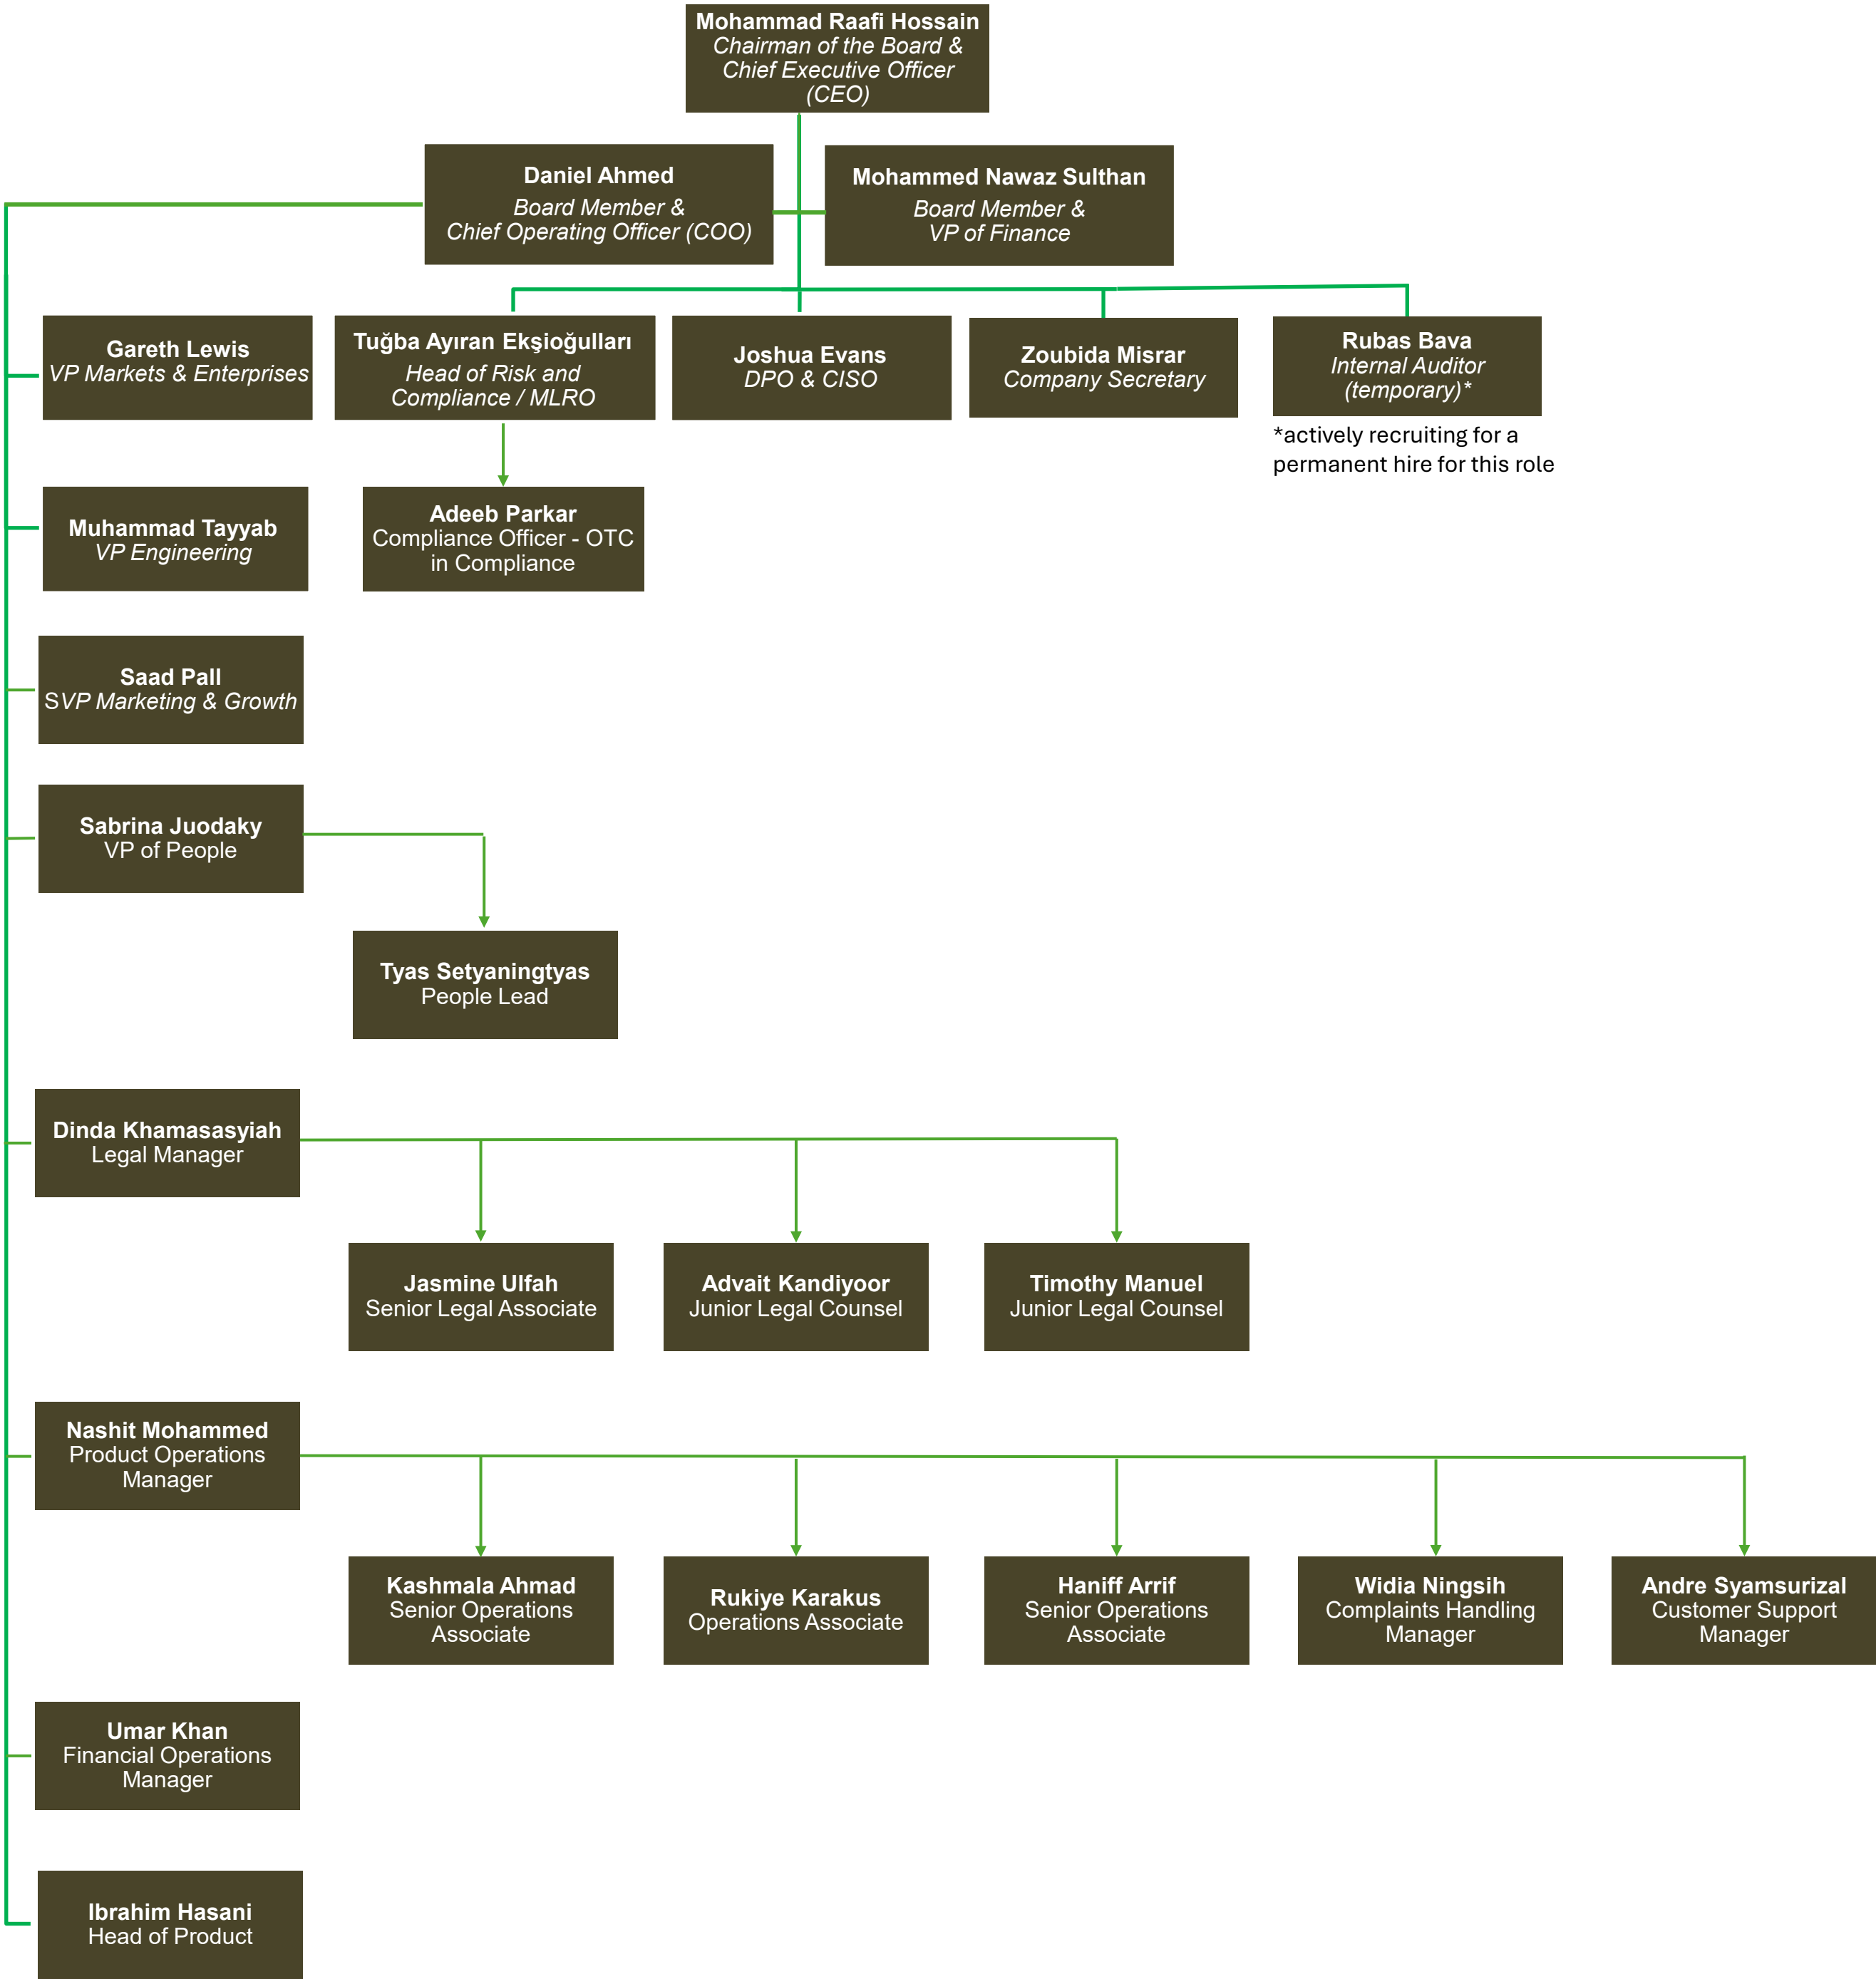 Mohammad Raafi Hossain
Chairman of the Board &
Chief Executive Officer
(CEO)
Daniel Ahmed
Board Member &
Chief Operating Officer (COO)
Mohammed Nawaz Sulthan
Board Member &
VP of Finance
Gareth Lewis
VP Markets & Enterprises
Tuğba Ayıran Ekşioğulları
Head of Risk and
Compliance / MLRO
Joshua Evans
DPO & CISO
Zoubida Misrar
Company Secretary
Rubas Bava
Internal Auditor
(temporary)*
*actively recruiting for a
permanent hire for this role
Muhammad Tayyab
VP Engineering
Adeeb Parkar
Compliance Officer - OTC
in Compliance
Saad Pall
SVP Marketing & Growth
Sabrina Juodaky
VP of People
Tyas Setyaningtyas
People Lead
Dinda Khamasasyiah
Legal Manager
Jasmine Ulfah
Senior Legal Associate
Advait Kandiyoor
Junior Legal Counsel
Timothy Manuel
Junior Legal Counsel
Nashit Mohammed
Product Operations
Manager
Kashmala Ahmad
Senior Operations
Associate
Rukiye Karakus
Operations Associate
Haniff Arrif
Senior Operations
Associate
Widia Ningsih
Complaints Handling
Manager
Andre Syamsurizal
Customer Support
Manager
Umar Khan
Financial Operations
Manager
Ibrahim Hasani
Head of Product